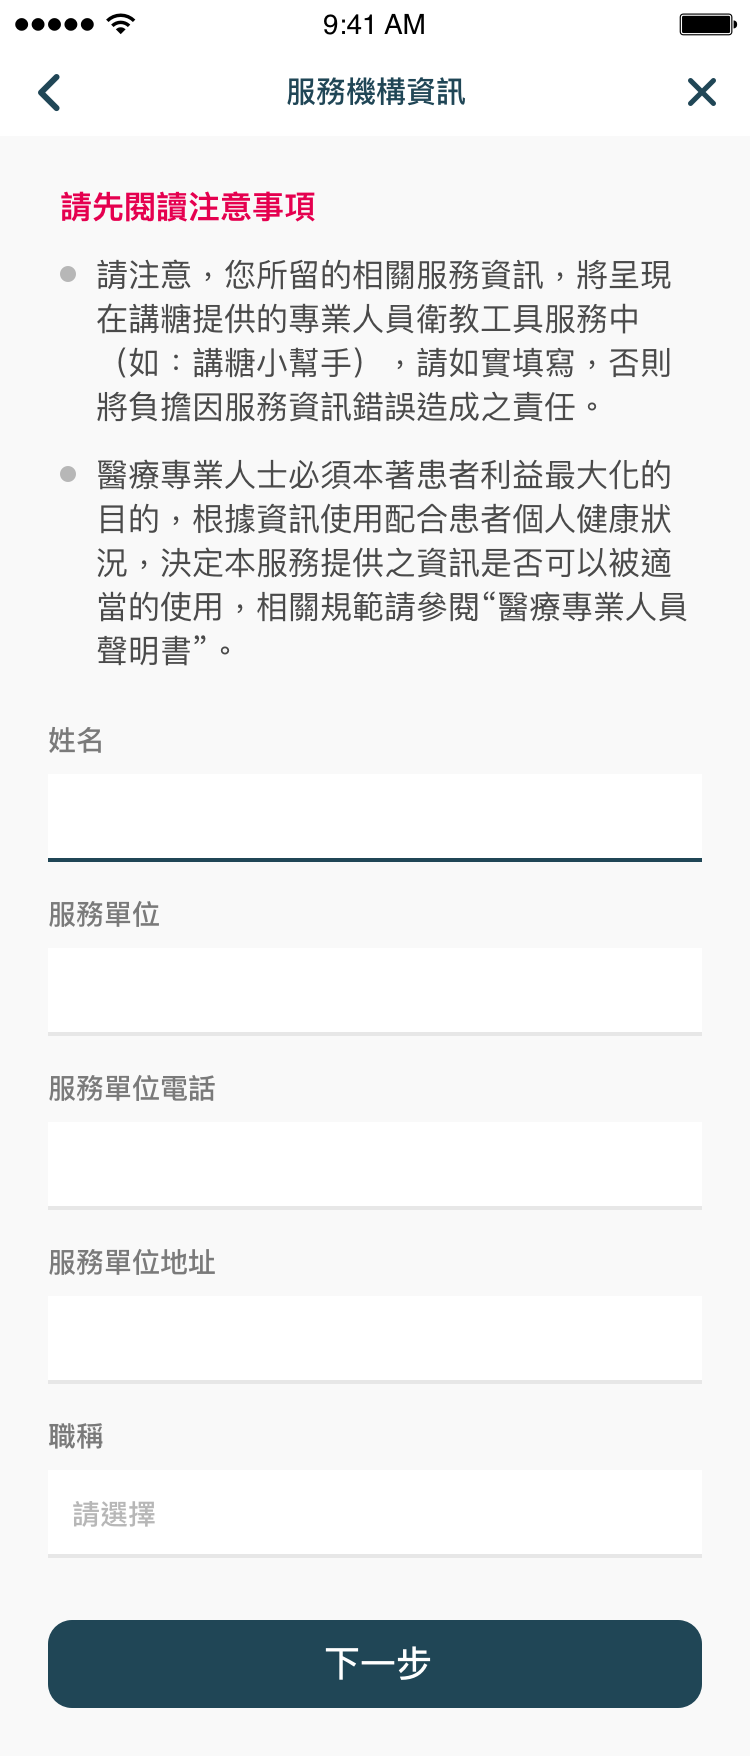 9:41 AM
服務機構資訊
請先閱讀注意事項
請注意，您所留的相關服務資訊，將呈現
在講糖提供的專業人員衛教工具服務中
（如：講糖小幫手），請如實填寫，否則
將負擔因服務資訊錯誤造成之責任。
醫療專業人士必須本著患者利益最大化的
目的，根據資訊使用配合患者個人健康狀
況，決定本服務提供之資訊是否可以被適
當的使用，相關規範請參閱“醫療專業人員
聲明書”。
姓名
服務單位
服務單位電話
服務單位地址
職稱
請選擇
下一步